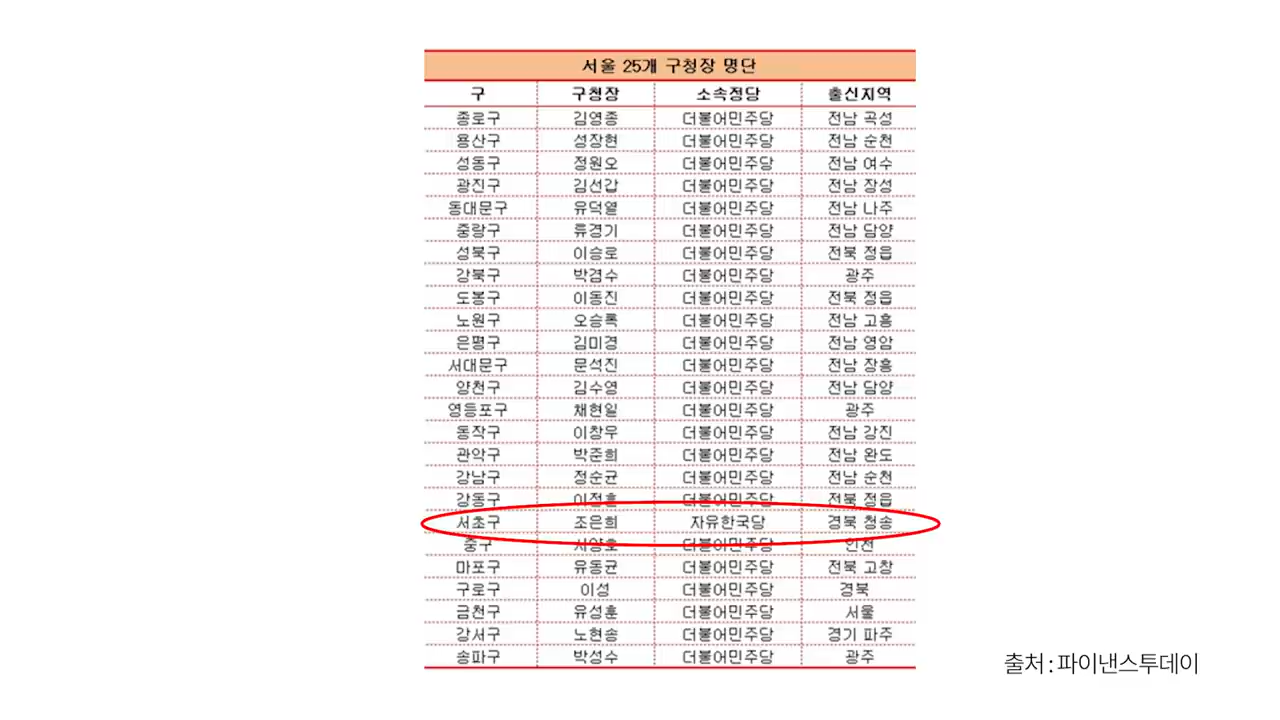 서울 25개 구청장 명단
구 구청장 소속정당 출신지역
종로구 김영종 더불어민주당 전남 곡성
용산구 성장현 더불어민주당 전남 순천
성동구 정원오 더불어민주당 전남 여수
광진구 김선갑 더불어민주당 전남 장성
동대문구 유덕열 더불어민주당 전남 나주
중랑구 류경기 더불어민주당 전남 담양
성북구 이승로 더불어민주당 전북 정읍
강북구 박겸수 더불어민주당 광주
도봉구 이동진 더불어민주당 전북 정읍
노원구 오승록 더불어민주당 전남 고흥
은평구 김미경 더불어민주당 전남 영암
서대문구 문석진 더불어민주당 전남 장흥
양천구 김수영 더불어민주당 전남 담양
영등포구 채현일 더불어민주당 광주
동작구 이창우 더불어민주당 전남 강진
관악구 박준희 더불어민주당 전남 완도
강남구 정순균 더불어민주당 전남 순천
강동구 이정훈 더불어민주당 전북 정읍
서초구 조은희 자유한국당 경북 청송
중구 서양호 더불어민주당 인천
마포구 유동균 더불어민주당 전북 고창
구로구 이성 더불어민주당 경북
금천구 유성훈 더불어민주당 서울
강서구 노현송 더불어민주당 경기 파주
송파구 박성수 더불어민주당 광주
출처 : 파이낸스투데이